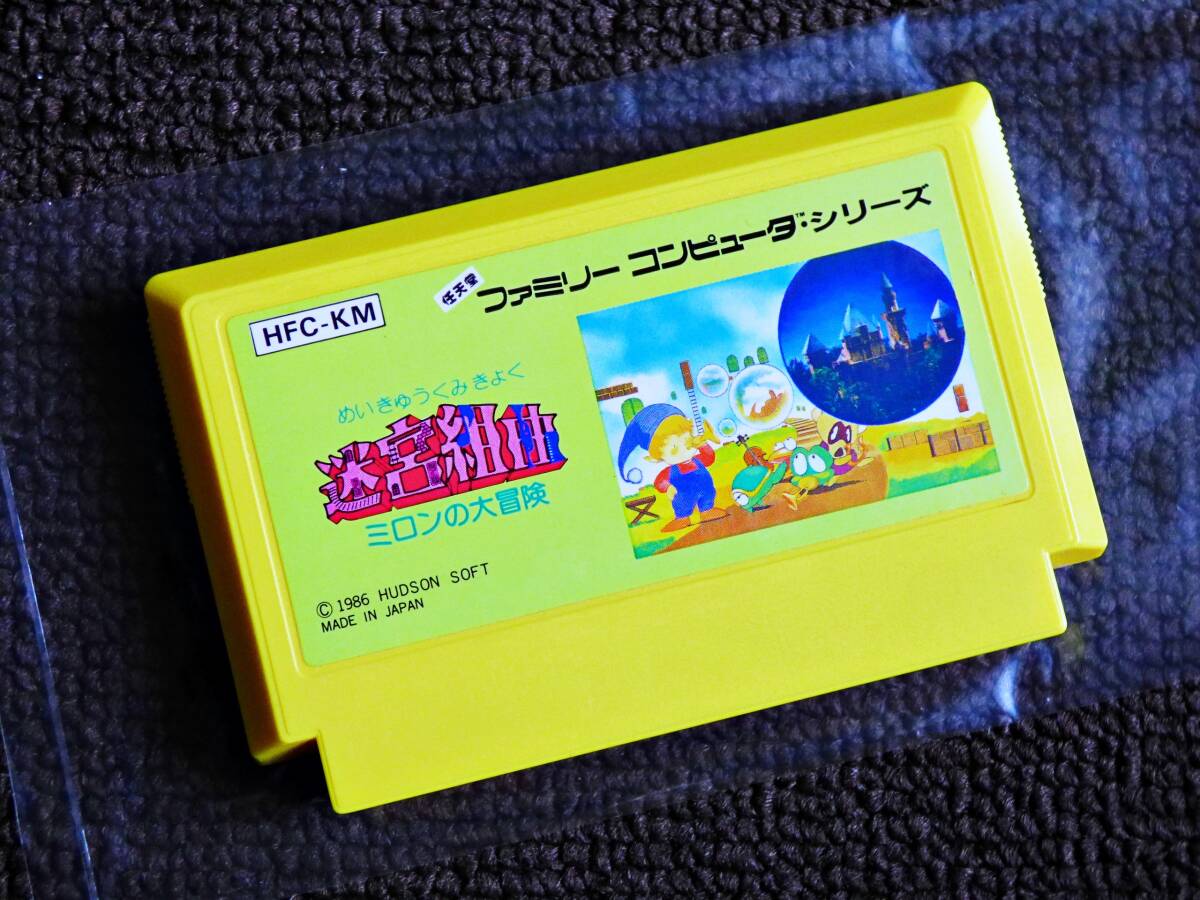 HFC-KM
任天堂 ファミリー コンピュータ™・シリーズ
めいきゅうくみきょく
迷宮組曲
ミロンの大冒険
© 1986 HUDSON SOFT
MADE IN JAPAN